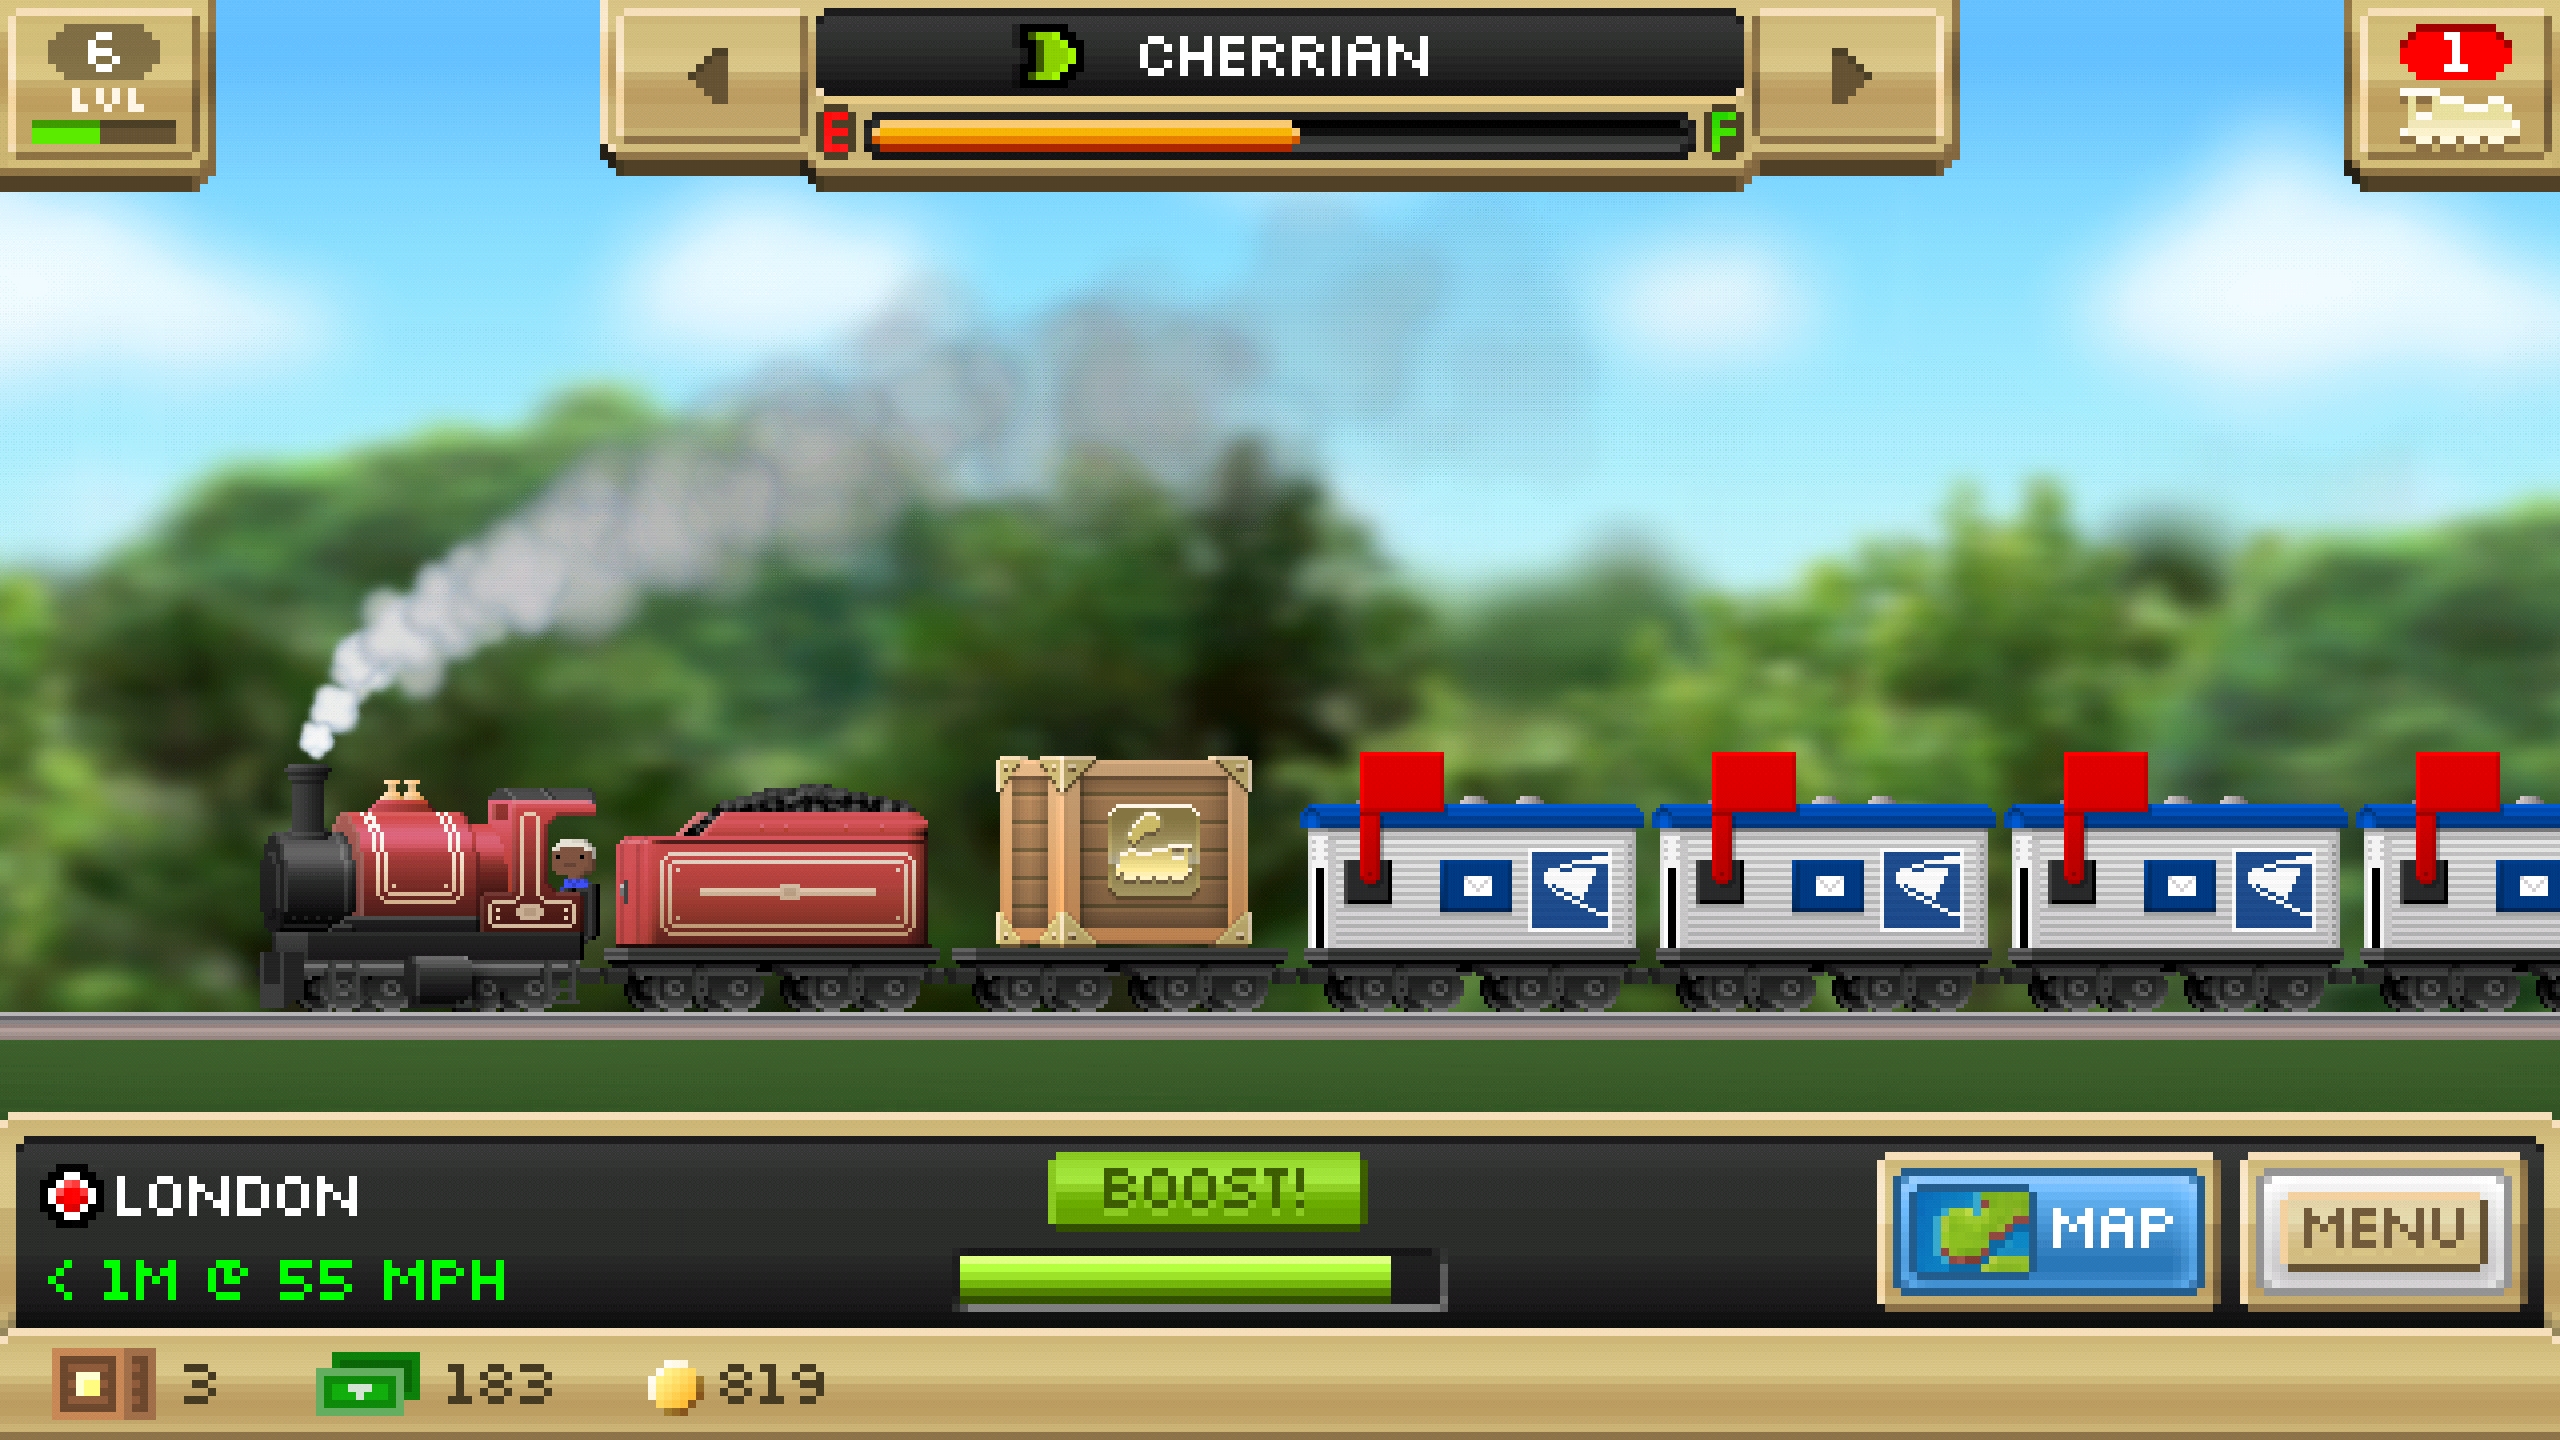 6
LVL
CHERRIAN
E F
1
LONDON
< 1M @ 55 MPH
BOOST!
MAP
MENU
3 183 819